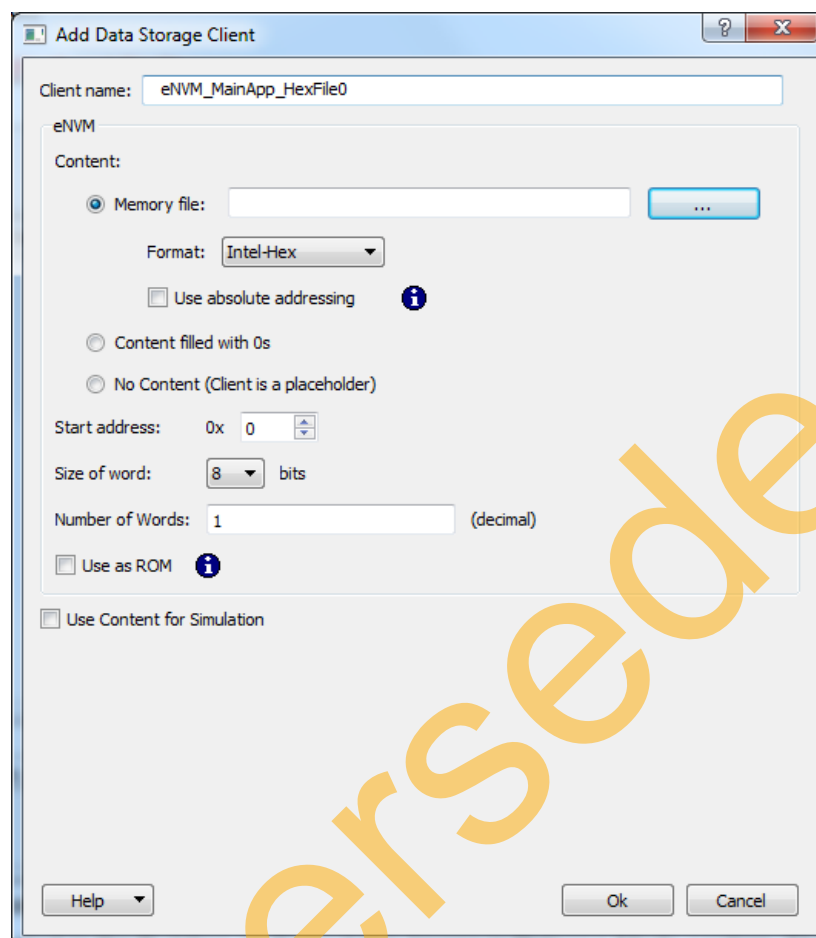 Add Data Storage Client
Client name: eNVM_MainApp_HexFile0
eNVM
Content:
Memory file: ...
Format: Intel-Hex
Use absolute addressing
Content filled with 0s
No Content (Client is a placeholder)
Start address: 0x 0
Size of word: 8 bits
Number of Words: 1 (decimal)
Use as ROM
Use Content for Simulation
Help Ok Cancel